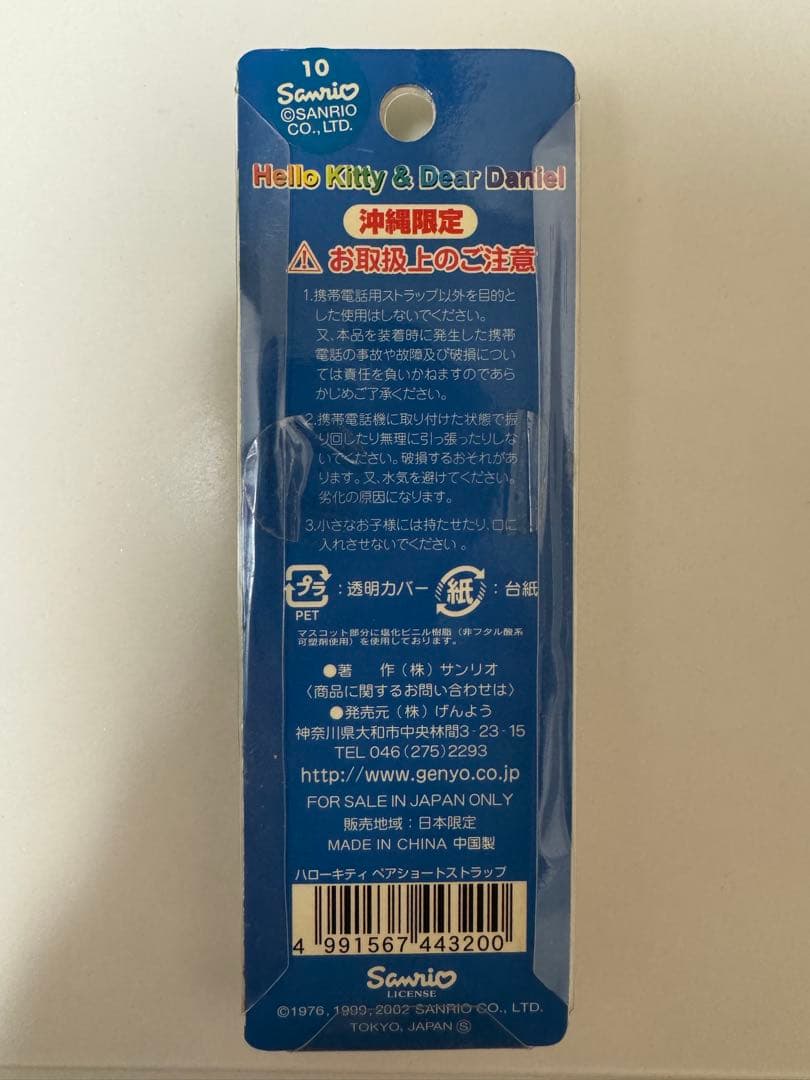 10
Sanrio
©SANRIO
CO., LTD.
Hello Kitty & Dear Daniel
沖縄限定
お取扱上のご注意
1.携帯電話用ストラップ以外を目的と
した使用はしないでください。
又、本品を装着時に発生した携帯
電話の事故や故障及び破損につい
ては責任を負いかねますのであら
かじめご了承ください。
2.携帯電話機に取り付けた状態で振
り回したり無理に引っ張ったりしな
いでください。破損するおそれがあ
ります。又、水気を避けてください。
劣化の原因になります。
3.小さなお子様には持たせたり、口に
入れさせないでください。
プラ:透明カバー 紙:台紙
PET
マスコット部分に塩化ビニル樹脂(非フタル酸系
可塑剤使用)を使用しております。
●著 作(株)サンリオ
〈商品に関するお問い合わせは〉
●発売元(株)げんよう
神奈川県大和市中央林間3-23-15
TEL 046(275)2293
http://www.genyo.co.jp
FOR SALE IN JAPAN ONLY
販売地域:日本限定
MADE IN CHINA 中国製
ハローキティ ペアショートストラップ
4 991567 443200
Sanrio
LICENSE
©1976, 1999, 2002 SANRIO CO., LTD.
TOKYO, JAPAN Ⓢ